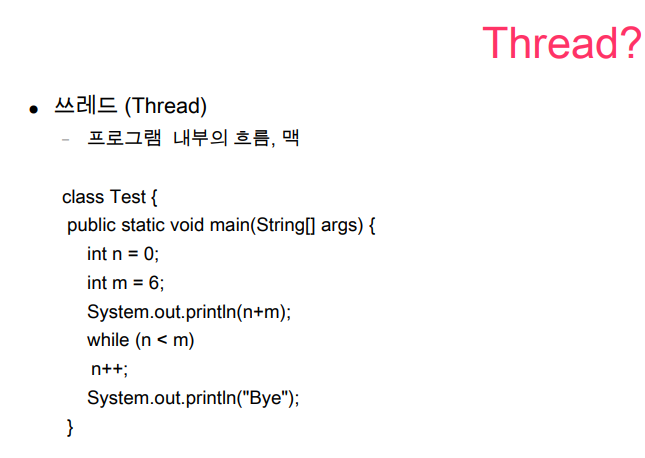 Thread?
● 쓰레드 (Thread)
– 프로그램 내부의 흐름, 맥
class Test {
public static void main(String[] args) {
int n = 0;
int m = 6;
System.out.println(n+m);
while (n < m)
n++;
System.out.println("Bye");
}